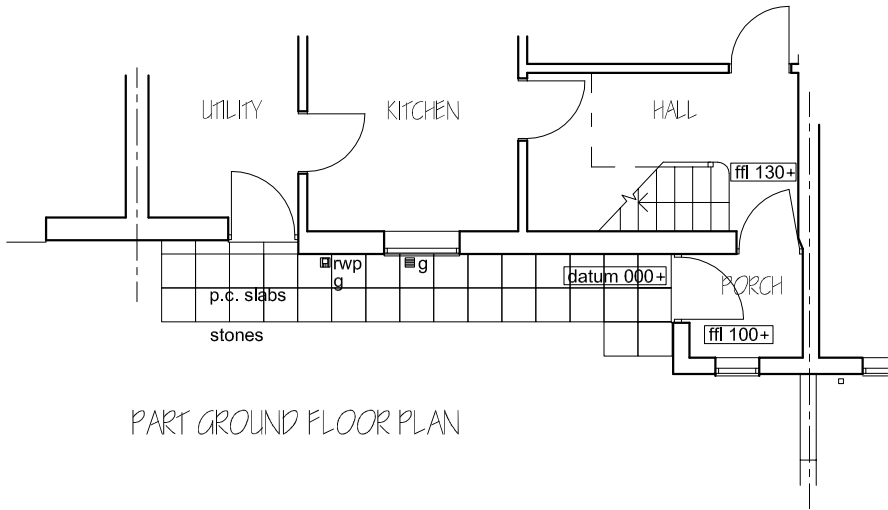 UTILITY
KITCHEN
HALL
ffl 130+
rwp
g
g
datum 000+
PORCH
p.c. slabs
stones
ffl 100+
PART GROUND FLOOR PLAN